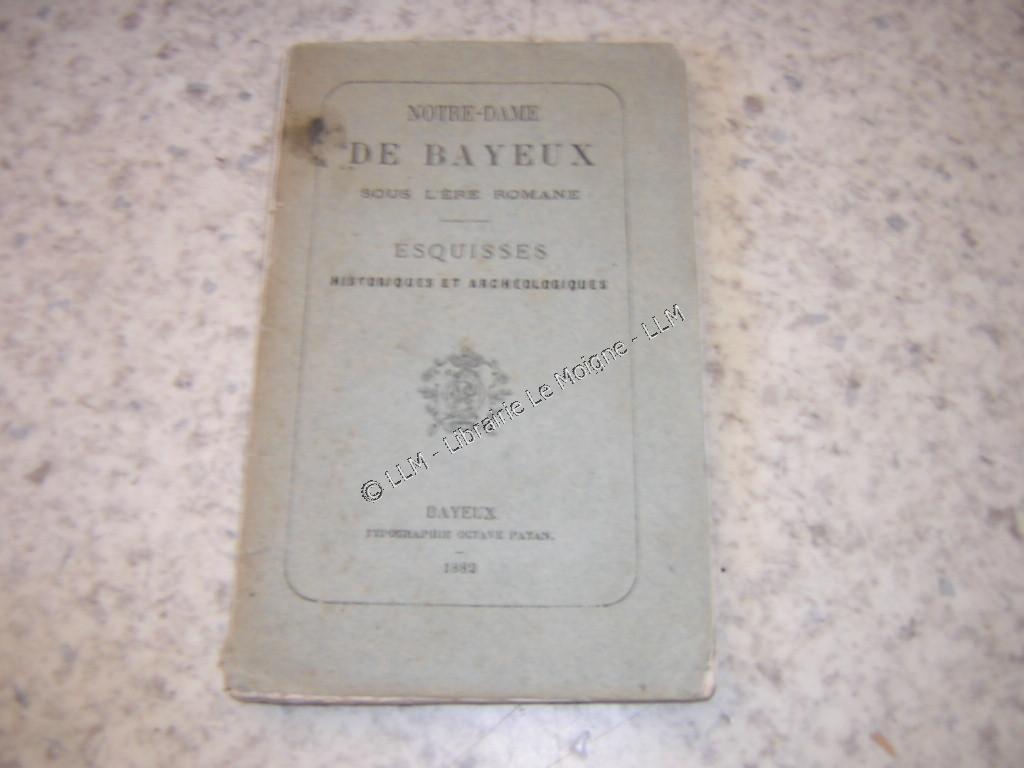 NOTRE-DAME
DE BAYEUX
SOUS L'ÈRE ROMANE
ESQUISSES
HISTORIQUES ET ARCHÉOLOGIQUES
© LLM - Librairie Le Moigne - LLM
BAYEUX
TYPOGRAPHIE OCTAVE PAYAN.
1882